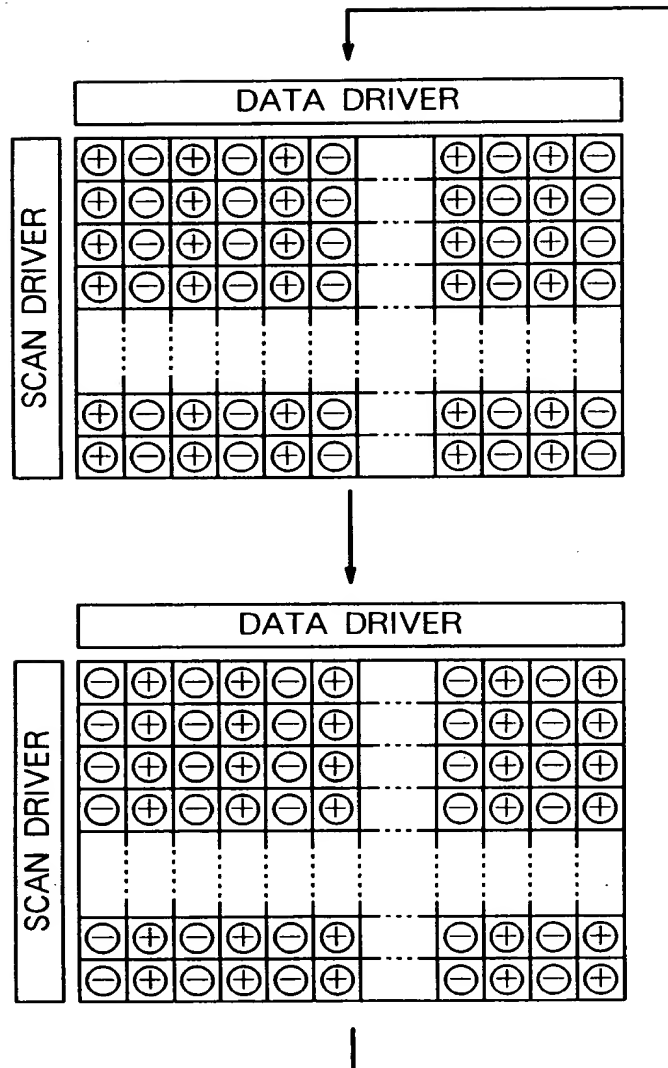 DATA DRIVER
SCAN DRIVER
+ - + - + - + - + -
+ - + - + - + - + -
+ - + - + - + - + -
+ - + - + - + - + -
+ - + - + - + - + -
+ - + - + - + - + -
DATA DRIVER
SCAN DRIVER
- + - + - + - + - +
- + - + - + - + - +
- + - + - + - + - +
- + - + - + - + - +
- + - + - + - + - +
- + - + - + - + - +